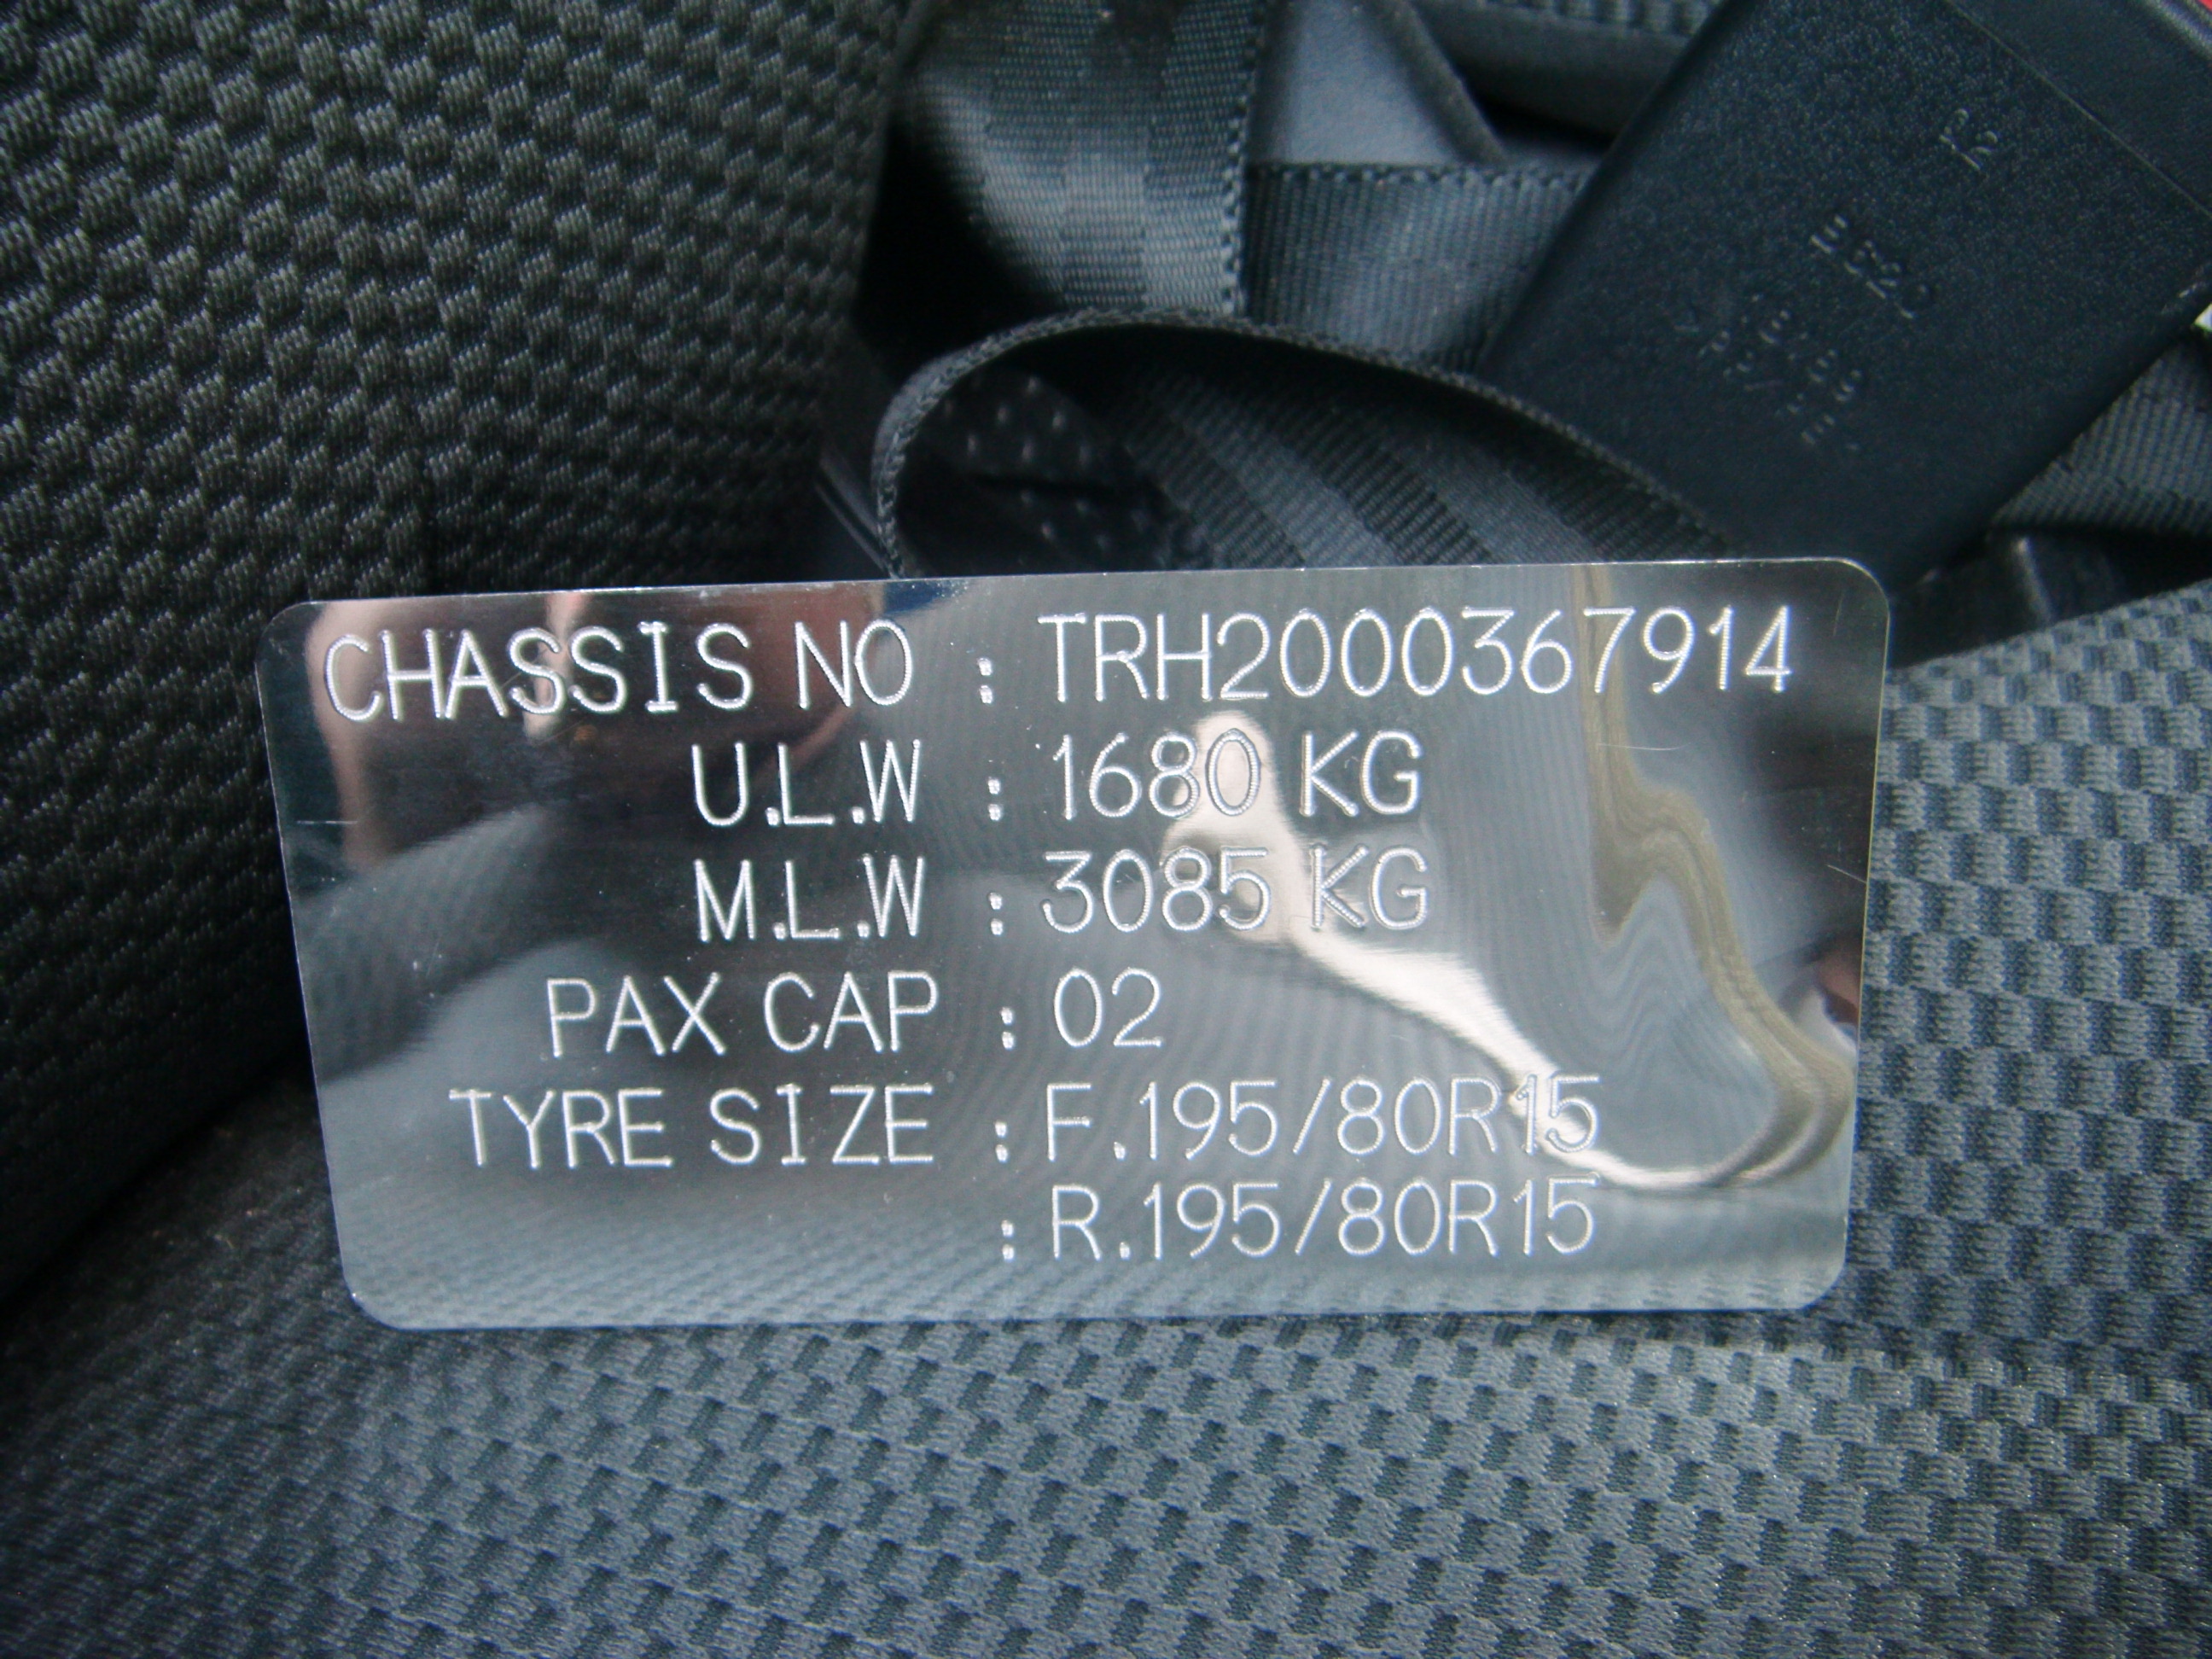 CHASSIS NO : TRH2000367914
U.L.W : 1680 KG
M.L.W : 3085 KG
PAX CAP : 02
TYRE SIZE : F.195/80R15
: R.195/80R15